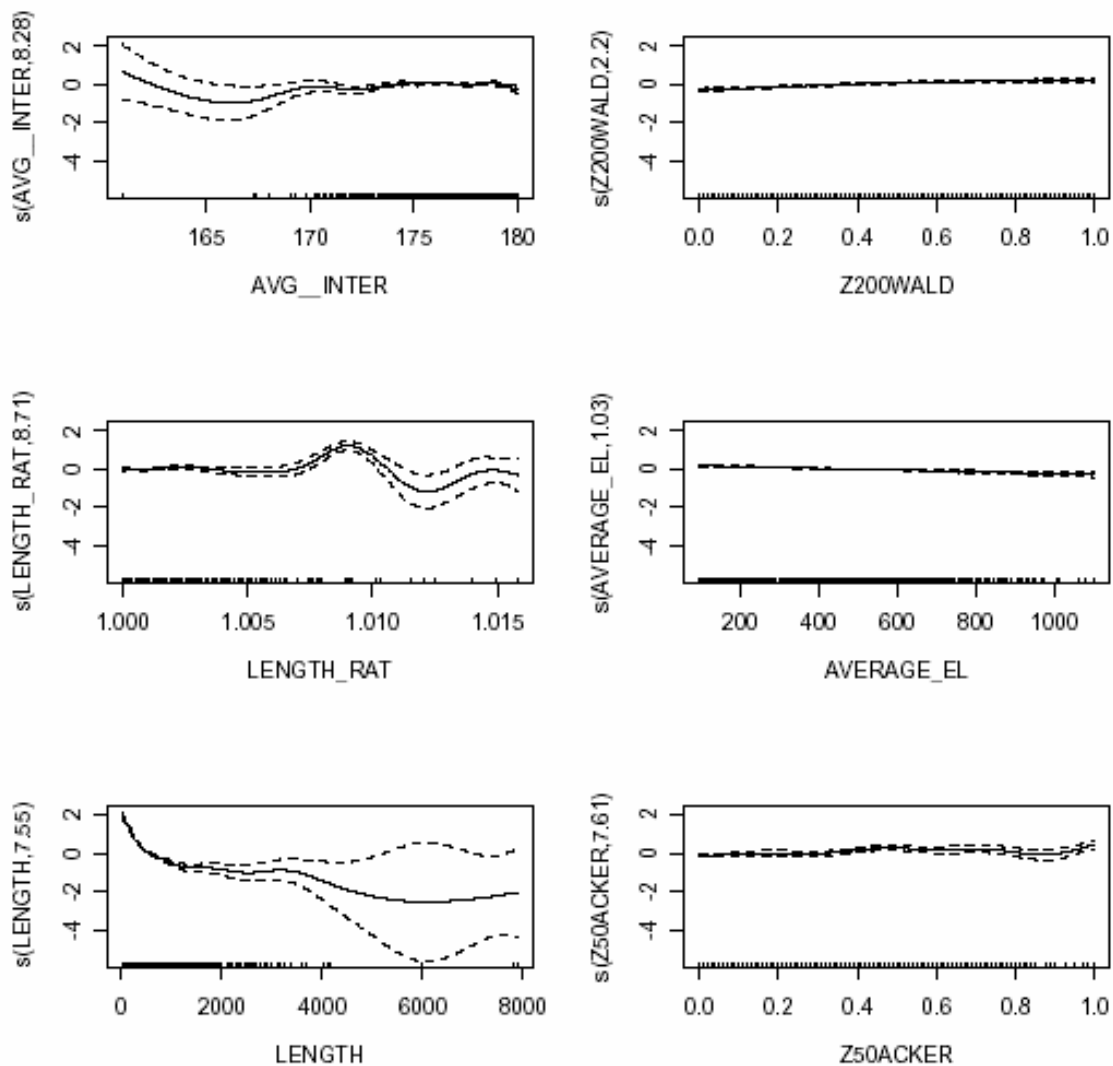 s(AVG__INTER,8.28)
2
0
-2
-4
165 170 175 180
AVG__INTER
s(Z200WALD,2.2)
2
0
-2
-4
0.0 0.2 0.4 0.6 0.8 1.0
Z200WALD
s(LENGTH_RAT,8.71)
2
0
-2
-4
1.000 1.005 1.010 1.015
LENGTH_RAT
s(AVERAGE_EL,1.03)
2
0
-2
-4
200 400 600 800 1000
AVERAGE_EL
s(LENGTH,7.55)
2
0
-2
-4
0 2000 4000 6000 8000
LENGTH
s(Z50ACKER,7.61)
2
0
-2
-4
0.0 0.2 0.4 0.6 0.8 1.0
Z50ACKER